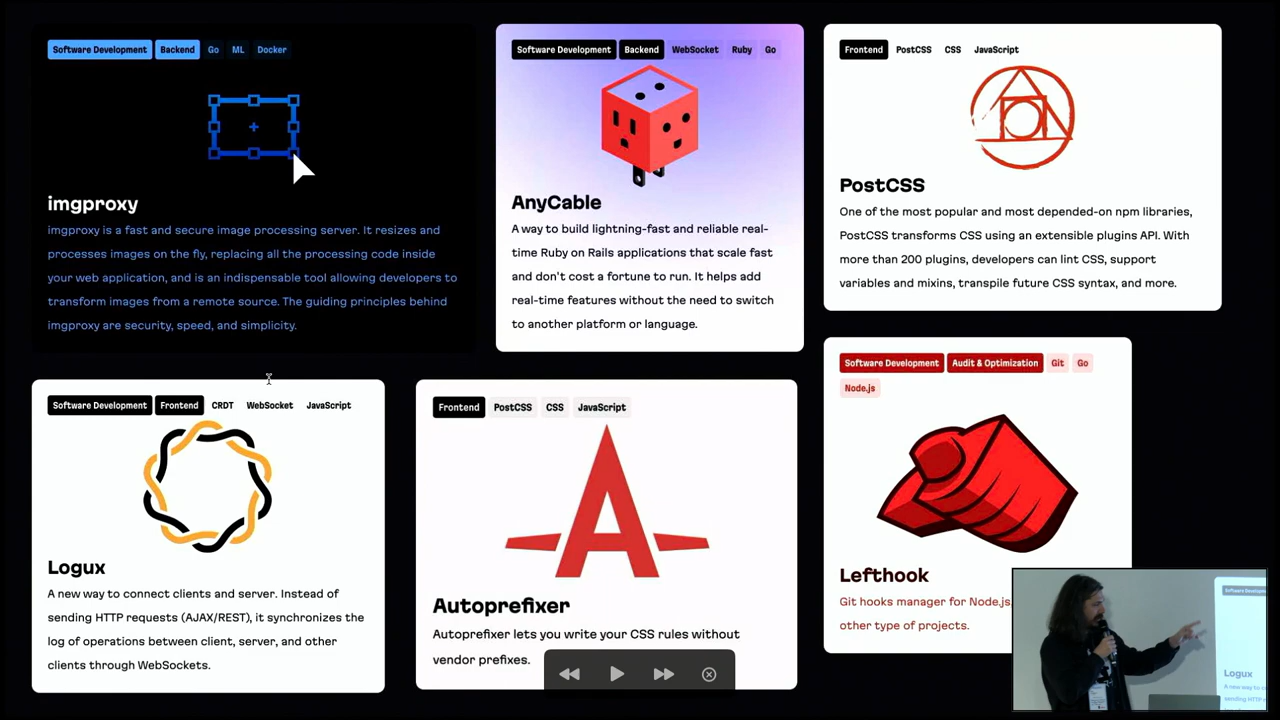 Software Development Backend Go ML Docker
imgproxy
imgproxy is a fast and secure image processing server. It resizes and
processes images on the fly, replacing all the processing code inside
your web application, and is an indispensable tool allowing developers to
transform images from a remote source. The guiding principles behind
imgproxy are security, speed, and simplicity.
Software Development Backend WebSocket Ruby Go
AnyCable
A way to build lightning-fast and reliable real-
time Ruby on Rails applications that scale fast
and don't cost a fortune to run. It helps add
real-time features without the need to switch
to another platform or language.
Frontend PostCSS CSS JavaScript
PostCSS
One of the most popular and most depended-on npm libraries,
PostCSS transforms CSS using an extensible plugins API. With
more than 200 plugins, developers can lint CSS, support
variables and mixins, transpile future CSS syntax, and more.
Software Development Frontend CRDT WebSocket JavaScript
Logux
A new way to connect clients and server. Instead of
sending HTTP requests (AJAX/REST), it synchronizes the
log of operations between client, server, and other
clients through WebSockets.
Frontend PostCSS CSS JavaScript
Autoprefixer
Autoprefixer lets you write your CSS rules without
vendor prefixes.
Software Development Audit & Optimization Git Go
Node.js
Lefthook
Git hooks manager for Node.js,
other type of projects.
Logux
A new way to
sending HTTP